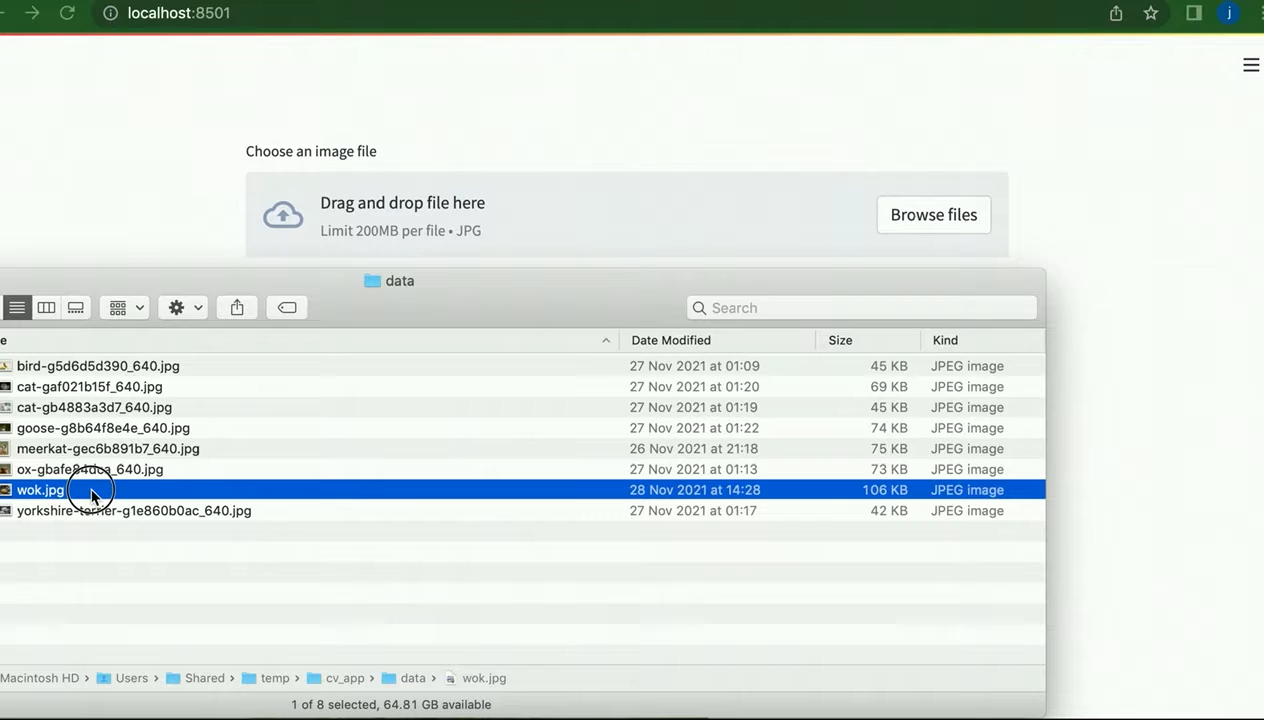 localhost:8501
j
Choose an image file
Drag and drop file here
Limit 200MB per file • JPG
Browse files
data
Search
e Date Modified Size Kind
bird-g5d6d5d390_640.jpg 27 Nov 2021 at 01:09 45 KB JPEG image
cat-gaf021b15f_640.jpg 27 Nov 2021 at 01:20 69 KB JPEG image
cat-gb4883a3d7_640.jpg 27 Nov 2021 at 01:19 45 KB JPEG image
goose-g8b64f8e4e_640.jpg 27 Nov 2021 at 01:22 74 KB JPEG image
meerkat-gec6b891b7_640.jpg 26 Nov 2021 at 21:18 75 KB JPEG image
ox-gbafe84dca_640.jpg 27 Nov 2021 at 01:13 73 KB JPEG image
wok.jpg 28 Nov 2021 at 14:28 106 KB JPEG image
yorkshire-terrier-g1e860b0ac_640.jpg 27 Nov 2021 at 01:17 42 KB JPEG image
Macintosh HD › Users › Shared › temp › cv_app › data › wok.jpg
1 of 8 selected, 64.81 GB available